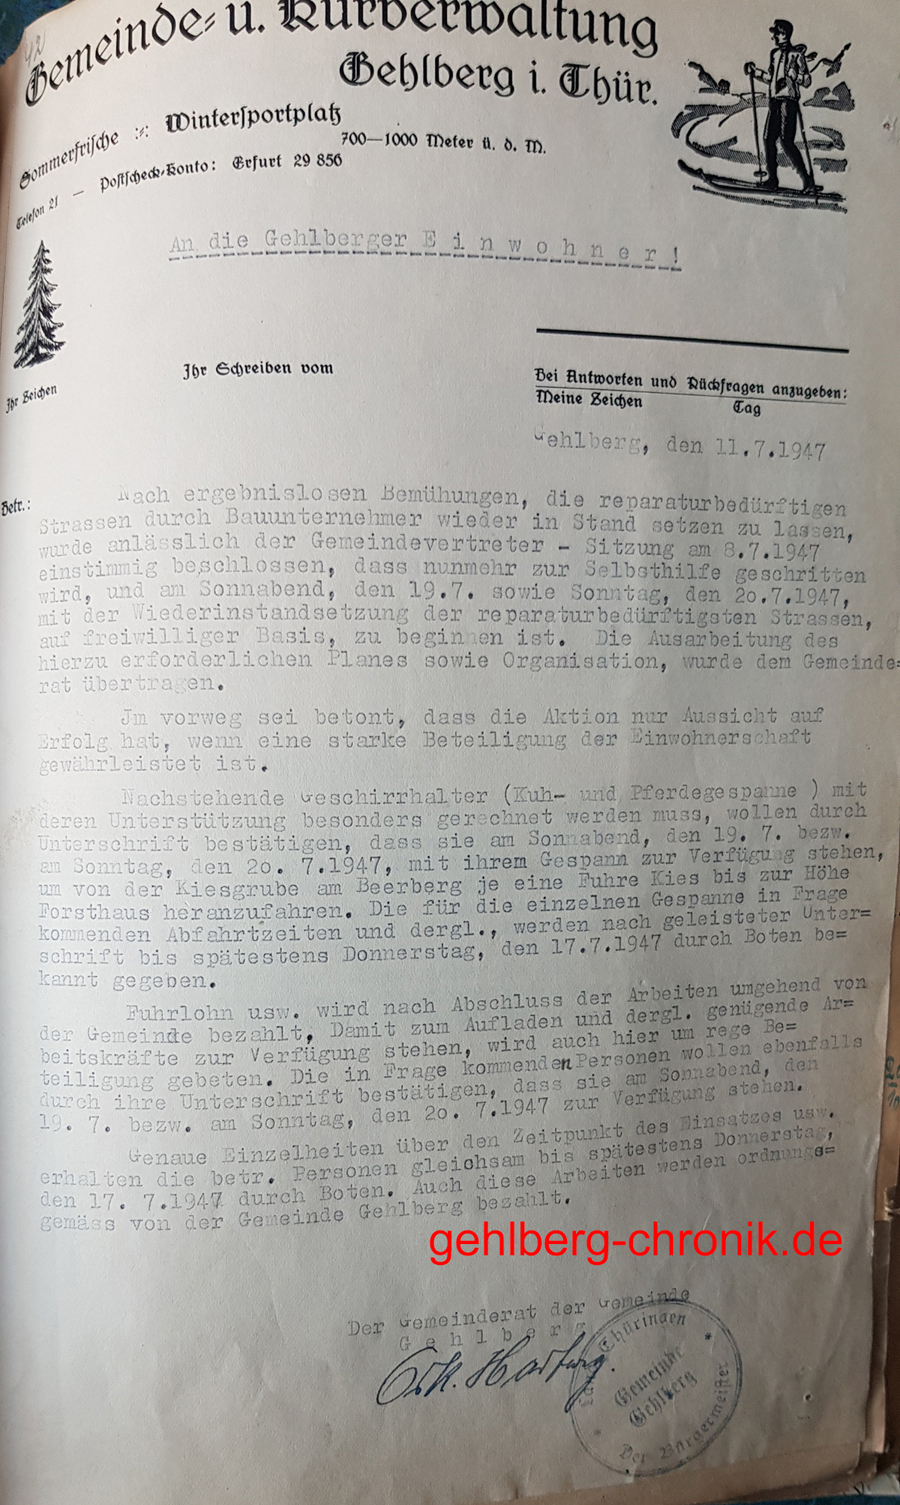 42
Gemeinde- u. Kurverwaltung
Gehlberg i. Thür.
Sommerfrische :-: Wintersportplatz
700—1000 Meter ü. d. M.
Telefon 21 — Postscheck-Konto: Erfurt 29 856
An die Gehlberger E i n w o h n e r !
Ihr Zeichen
Ihr Schreiben vom
Bei Antworten und Rückfragen anzugeben:
Meine Zeichen
Tag
Gehlberg, den 11.7.1947
Betr.:
Nach ergebnislosen Bemühungen, die reparaturbedürftigen
Strassen durch Bauunternehmer wieder in Stand setzen zu lassen,
wurde anlässlich der Gemeindevertreter - Sitzung am 8.7.1947
einstimmig beschlossen, dass nunmehr zur Selbsthilfe geschritten
wird, und am Sonnabend, den 19.7. sowie Sonntag, den 2o.7.1947,
mit der Wiederinstandsetzung der reparaturbedürftigsten Strassen,
auf freiwilliger Basis, zu beginnen ist. Die Ausarbeitung des
hierzu erforderlichen Planes sowie Organisation, wurde dem Gemeinde=
rat übertragen.
Jm vorweg sei betont, dass die Aktion nur Aussicht auf
Erfolg hat, wenn eine starke Beteiligung der Einwohnerschaft
gewährleistet ist.
Nachstehende Geschirrhalter (Kuh- und Pferdegespanne ) mit
deren Unterstützung besonders gerechnet werden muss, wollen durch
Unterschrift bestätigen, dass sie am Sonnabend, den 19. 7. bezw.
am Sonntag, den 2o. 7.1947, mit ihrem Gespann zur Verfügung stehen,
um von der Kiesgrube am Beerberg je eine Fuhre Kies bis zur Höhe
Forsthaus heranzufahren. Die für die einzelnen Gespanne in Frage
kommenden Abfahrtzeiten und dergl., werden nach geleisteter Unter=
schrift bis spätestens Donnerstag, den 17.7.1947 durch Boten be=
kannt gegeben.
Fuhrlohn usw. wird nach Abschluss der Arbeiten umgehend von
der Gemeinde bezahlt, Damit zum Aufladen und dergl. genügende Ar=
beitskräfte zur Verfügung stehen, wird auch hier um rege Be=
teiligung gebeten. Die in Frage kommenden Personen wollen ebenfalls
durch ihre Unterschrift bestätigen, dass sie am Sonnabend, den
19. 7. bezw. am Sonntag, den 2o. 7.1947 zur Verfügung stehen.
Genaue Einzelheiten über den Zeitpunkt des Einsatzes usw.
erhalten die betr. Personen gleichsam bis spätestens Donnerstag,
den 17. 7.1947 durch Boten. Auch diese Arbeiten werden ordnungs=
gemäss von der Gemeinde Gehlberg bezahlt.
gehlberg-chronik.de
Der Gemeinderat der Gemeinde
G e h l b e r g
Thüringen
Gemeinde
Gehlberg
Der Bürgermeister